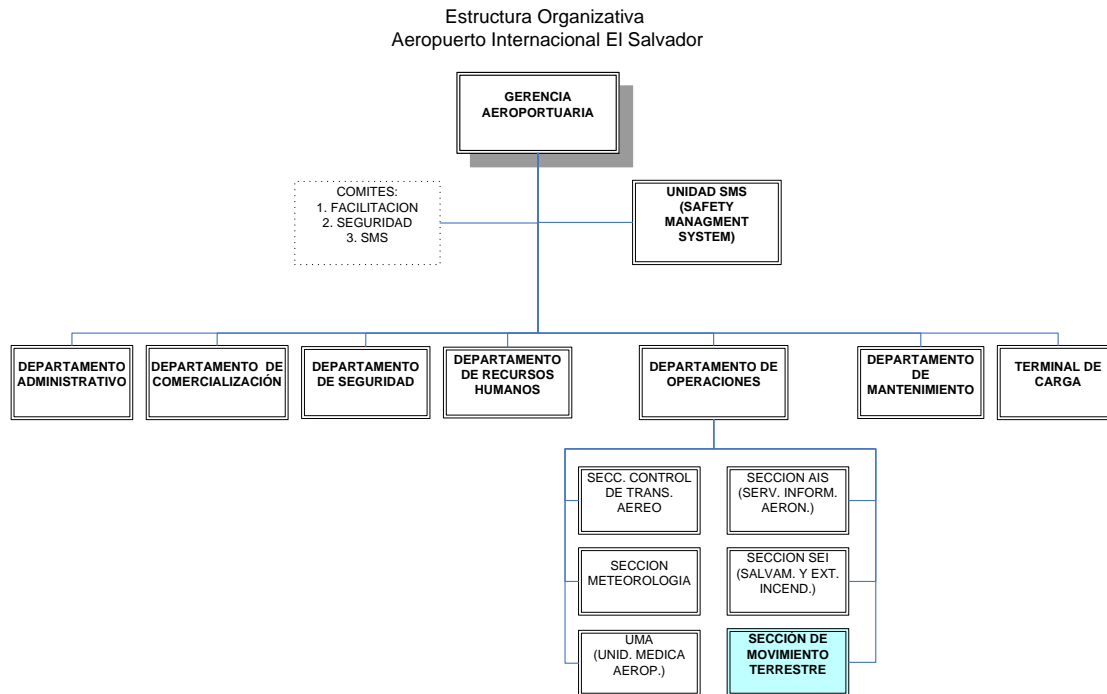 Estructura Organizativa
Aeropuerto Internacional El Salvador
GERENCIA
AEROPORTUARIA
COMITES:
1. FACILITACION
2. SEGURIDAD
3. SMS
UNIDAD SMS
(SAFETY
MANAGMENT
SYSTEM)
DEPARTAMENTO
ADMINISTRATIVO
DEPARTAMENTO DE
COMERCIALIZACIÓN
DEPARTAMENTO
DE SEGURIDAD
DEPARTAMENTO
DE RECURSOS
HUMANOS
DEPARTAMENTO DE
OPERACIONES
DEPARTAMENTO
DE
MANTENIMIENTO
TERMINAL DE
CARGA
SECC. CONTROL
DE TRANS.
AEREO
SECCION AIS
(SERV. INFORM.
AERON.)
SECCION
METEOROLOGIA
SECCION SEI
(SALVAM. Y EXT.
INCEND.)
UMA
(UNID. MEDICA
AEROP.)
SECCIÓN DE
MOVIMIENTO
TERRESTRE